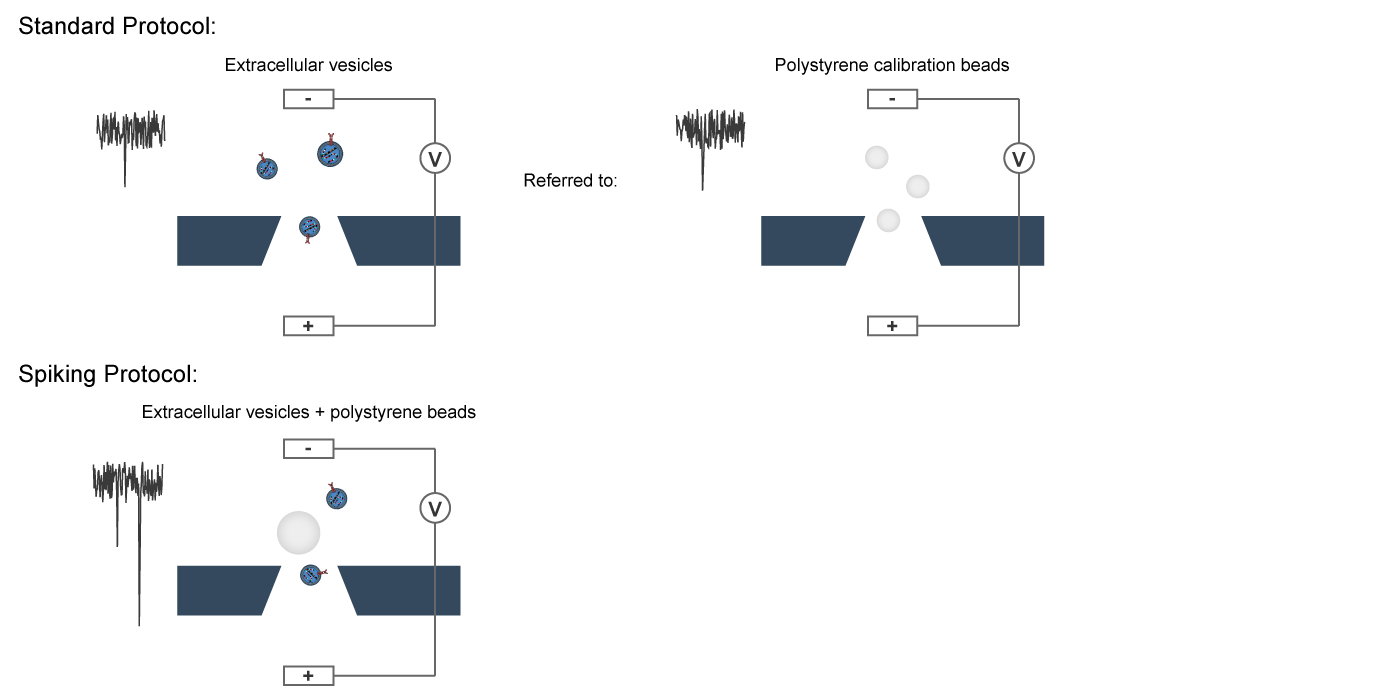 Standard Protocol:
Extracellular vesicles
Polystyrene calibration beads
-
-
V
V
Referred to:
+
+
Spiking Protocol:
Extracellular vesicles + polystyrene beads
-
V
+